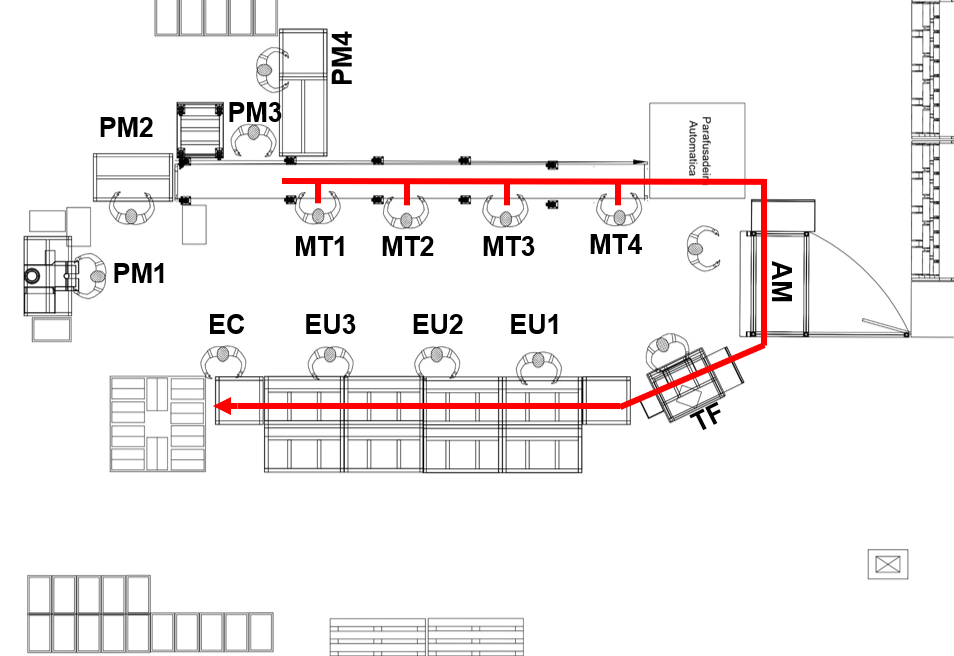 PM4
PM3
PM2
Parafusadeira
Automatica
MT1
MT2
MT3
MT4
PM1
AM
EC
EU3
EU2
EU1
TF